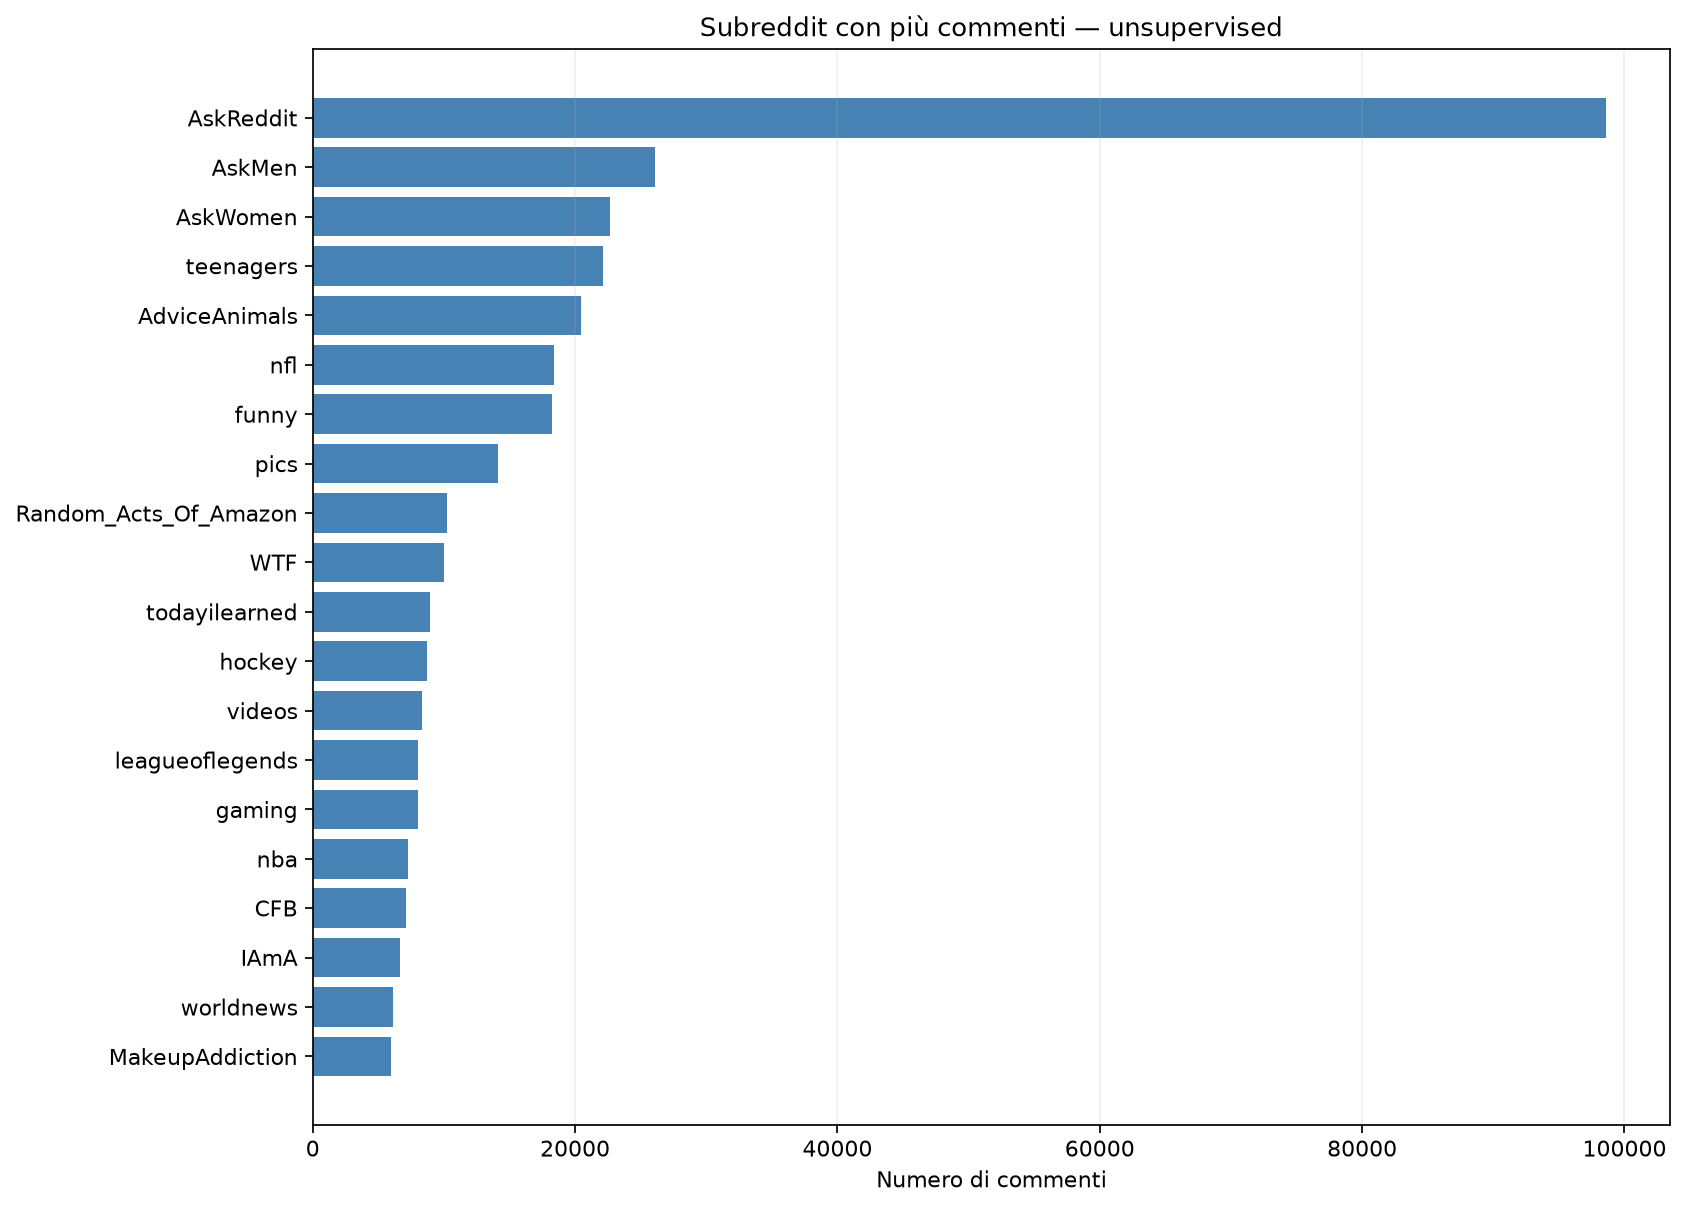 Subreddit con più commenti — unsupervised
AskReddit
AskMen
AskWomen
teenagers
AdviceAnimals
nfl
funny
pics
Random_Acts_Of_Amazon
WTF
todayilearned
hockey
videos
leagueoflegends
gaming
nba
CFB
IAmA
worldnews
MakeupAddiction
0 20000 40000 60000 80000 100000
Numero di commenti